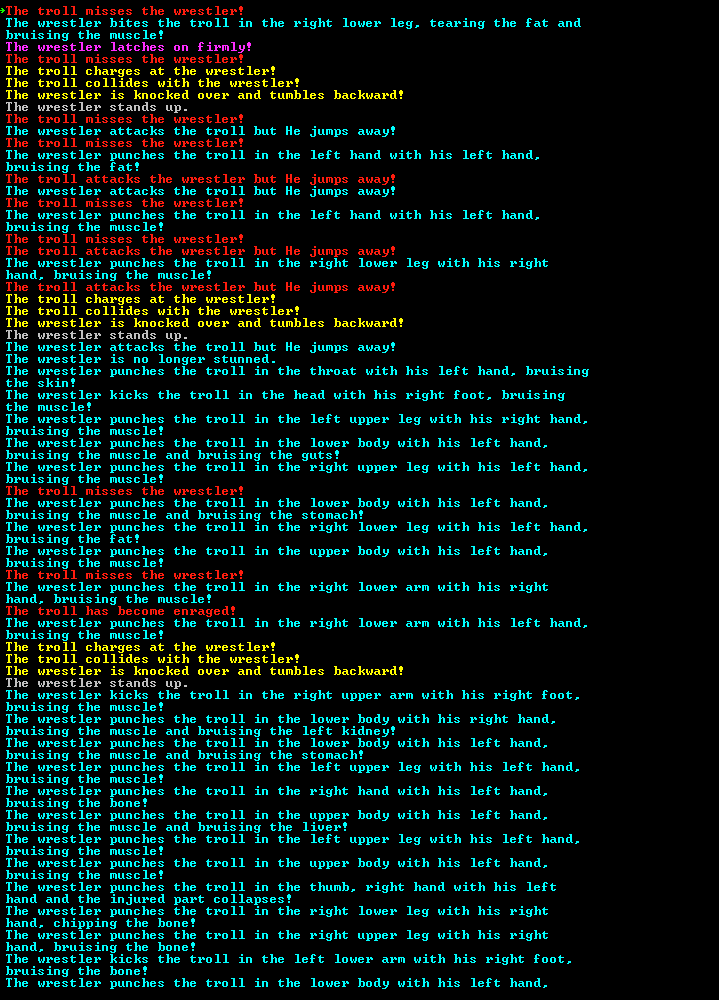 The troll misses the wrestler!
The wrestler bites the troll in the right lower leg, tearing the fat and
bruising the muscle!
The wrestler latches on firmly!
The troll misses the wrestler!
The troll charges at the wrestler!
The troll collides with the wrestler!
The wrestler is knocked over and tumbles backward!
The wrestler stands up.
The troll misses the wrestler!
The wrestler attacks the troll but He jumps away!
The troll misses the wrestler!
The wrestler punches the troll in the left hand with his left hand,
bruising the fat!
The troll attacks the wrestler but He jumps away!
The wrestler attacks the troll but He jumps away!
The troll misses the wrestler!
The wrestler punches the troll in the left hand with his left hand,
bruising the muscle!
The troll misses the wrestler!
The troll attacks the wrestler but He jumps away!
The wrestler punches the troll in the right lower leg with his right
hand, bruising the muscle!
The troll attacks the wrestler but He jumps away!
The troll charges at the wrestler!
The troll collides with the wrestler!
The wrestler is knocked over and tumbles backward!
The wrestler stands up.
The wrestler attacks the troll but He jumps away!
The wrestler is no longer stunned.
The wrestler punches the troll in the throat with his left hand, bruising
the skin!
The wrestler kicks the troll in the head with his right foot, bruising
the muscle!
The wrestler punches the troll in the left upper leg with his right hand,
bruising the muscle!
The wrestler punches the troll in the lower body with his left hand,
bruising the muscle and bruising the guts!
The wrestler punches the troll in the right upper leg with his left hand,
bruising the muscle!
The troll misses the wrestler!
The wrestler punches the troll in the lower body with his left hand,
bruising the muscle and bruising the stomach!
The wrestler punches the troll in the right lower leg with his left hand,
bruising the fat!
The wrestler punches the troll in the upper body with his left hand,
bruising the muscle!
The troll misses the wrestler!
The wrestler punches the troll in the right lower arm with his right
hand, bruising the muscle!
The troll has become enraged!
The wrestler punches the troll in the right lower arm with his left hand,
bruising the muscle!
The troll charges at the wrestler!
The troll collides with the wrestler!
The wrestler is knocked over and tumbles backward!
The wrestler stands up.
The wrestler kicks the troll in the right upper arm with his right foot,
bruising the muscle!
The wrestler punches the troll in the lower body with his right hand,
bruising the muscle and bruising the left kidney!
The wrestler punches the troll in the lower body with his left hand,
bruising the muscle and bruising the stomach!
The wrestler punches the troll in the left upper leg with his left hand,
bruising the muscle!
The wrestler punches the troll in the right hand with his left hand,
bruising the bone!
The wrestler punches the troll in the upper body with his left hand,
bruising the muscle and bruising the liver!
The wrestler punches the troll in the left upper leg with his left hand,
bruising the muscle!
The wrestler punches the troll in the upper body with his left hand,
bruising the muscle!
The wrestler punches the troll in the thumb, right hand with his left
hand and the injured part collapses!
The wrestler punches the troll in the right lower leg with his right
hand, chipping the bone!
The wrestler punches the troll in the right upper leg with his right
hand, bruising the bone!
The wrestler kicks the troll in the left lower arm with his right foot,
bruising the bone!
The wrestler punches the troll in the lower body with his left hand,